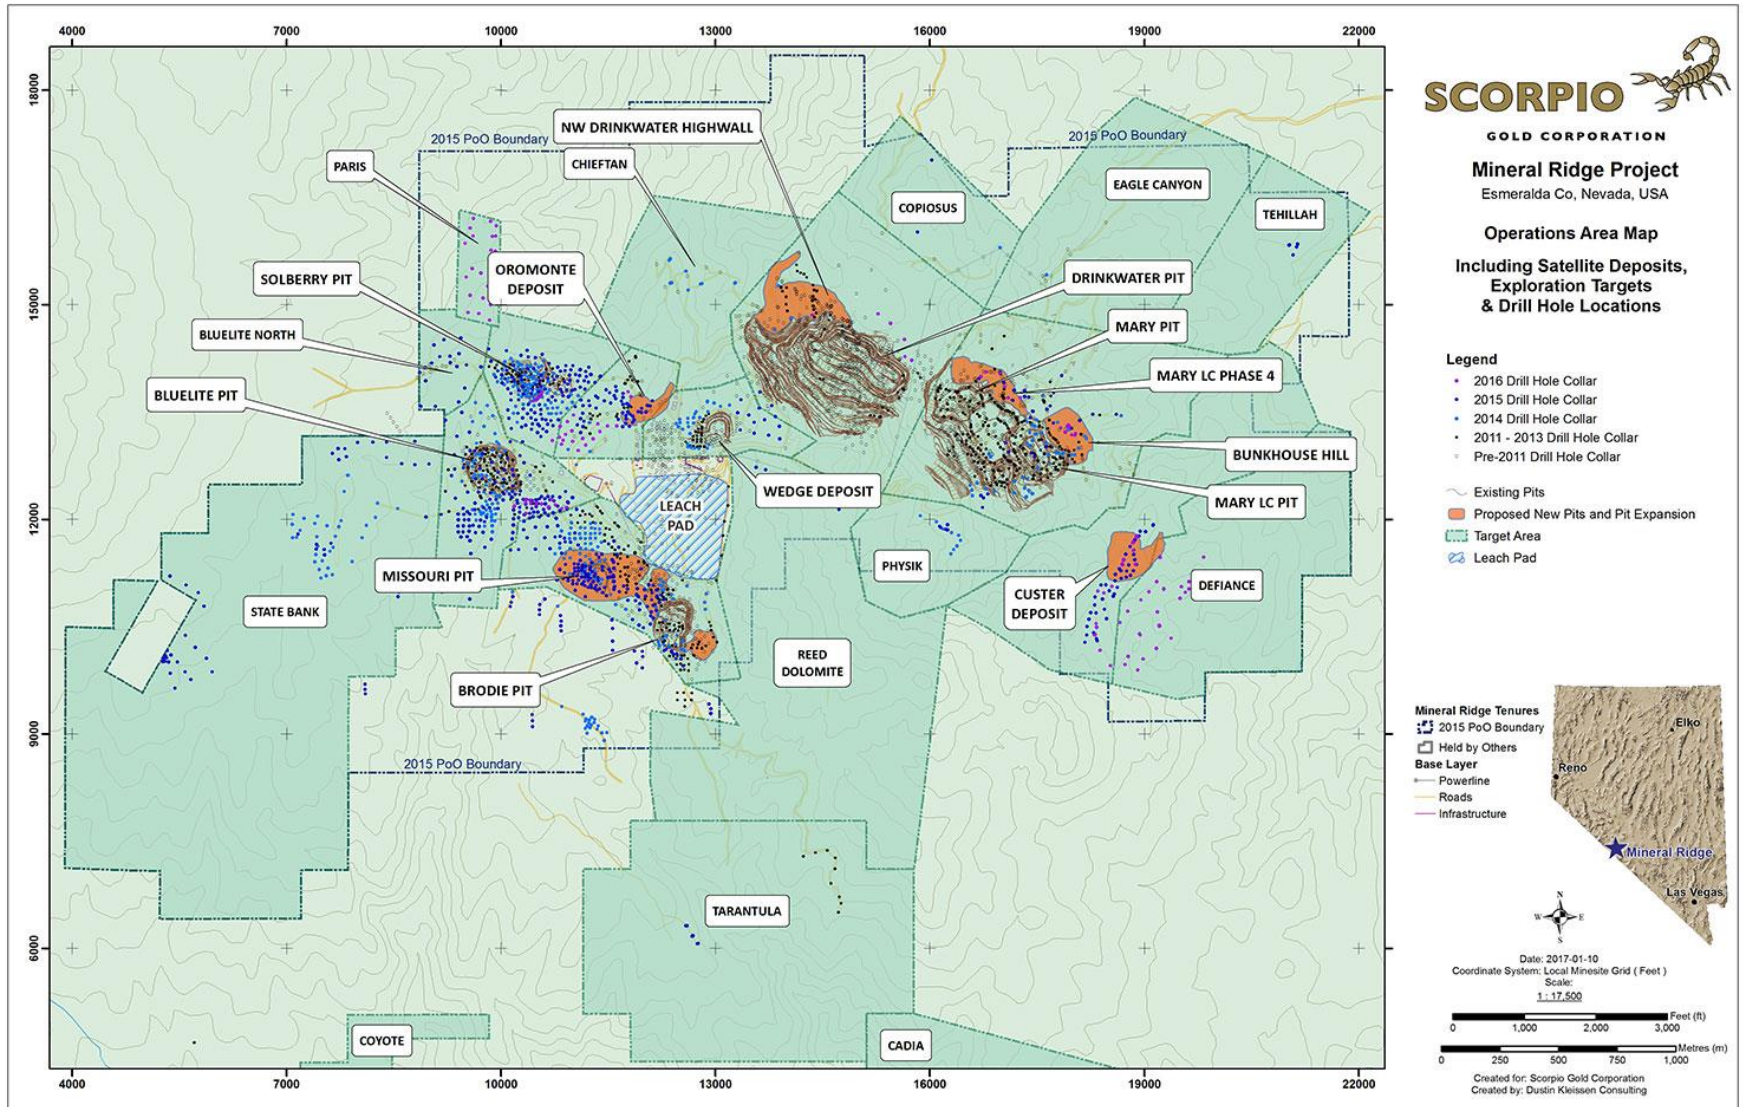 4000 7000 10000 13000 16000 19000 22000
18000
15000
12000
9000
6000
2015 PoO Boundary
NW DRINKWATER HIGHWALL
2015 PoO Boundary
PARIS
CHIEFTAN
EAGLE CANYON
COPIOSUS
TEHILLAH
SOLBERRY PIT
OROMONTE
DEPOSIT
DRINKWATER PIT
BLUELITE NORTH
MARY PIT
MARY LC PHASE 4
BLUELITE PIT
BUNKHOUSE HILL
WEDGE DEPOSIT
MARY LC PIT
LEACH
PAD
MISSOURI PIT
PHYSIK
DEFIANCE
CUSTER
DEPOSIT
STATE BANK
REED
DOLOMITE
BRODIE PIT
2015 PoO Boundary
TARANTULA
COYOTE
CADIA
4000 7000 10000 13000 16000 19000 22000
SCORPIO
GOLD CORPORATION
Mineral Ridge Project
Esmeralda Co, Nevada, USA
Operations Area Map
Including Satellite Deposits,
Exploration Targets
& Drill Hole Locations
Legend
2016 Drill Hole Collar
2015 Drill Hole Collar
2014 Drill Hole Collar
2011 - 2013 Drill Hole Collar
Pre-2011 Drill Hole Collar
Existing Pits
Proposed New Pits and Pit Expansion
Target Area
Leach Pad
Mineral Ridge Tenures
2015 PoO Boundary
Held by Others
Base Layer
Powerline
Roads
Infrastructure
Elko
Reno
Mineral Ridge
Las Vegas
N
W E
S
Date: 2017-01-10
Coordinate System: Local Minesite Grid ( Feet )
Scale:
1 : 17,500
Feet (ft)
0 1,000 2,000 3,000
Metres (m)
0 250 500 750 1,000
Created for: Scorpio Gold Corporation
Created by: Dustin Kleissen Consulting